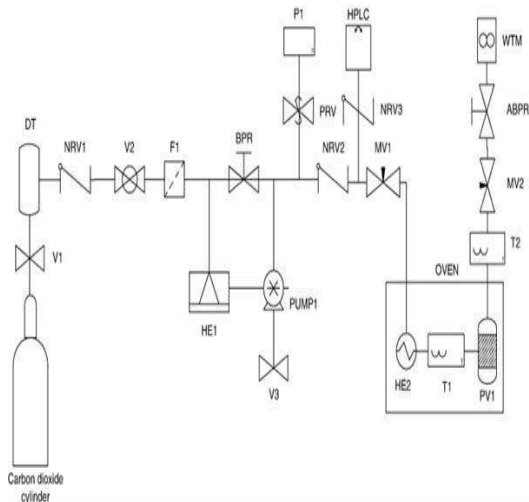 P1
HPLC
WTM
DT
NRV1
V2
F1
BPR
PRV
NRV3
ABPR
NRV2
MV1
MV2
V1
T2
OVEN
HE1
PUMP1
V3
HE2
T1
PV1
Carbon dioxide
cylinder